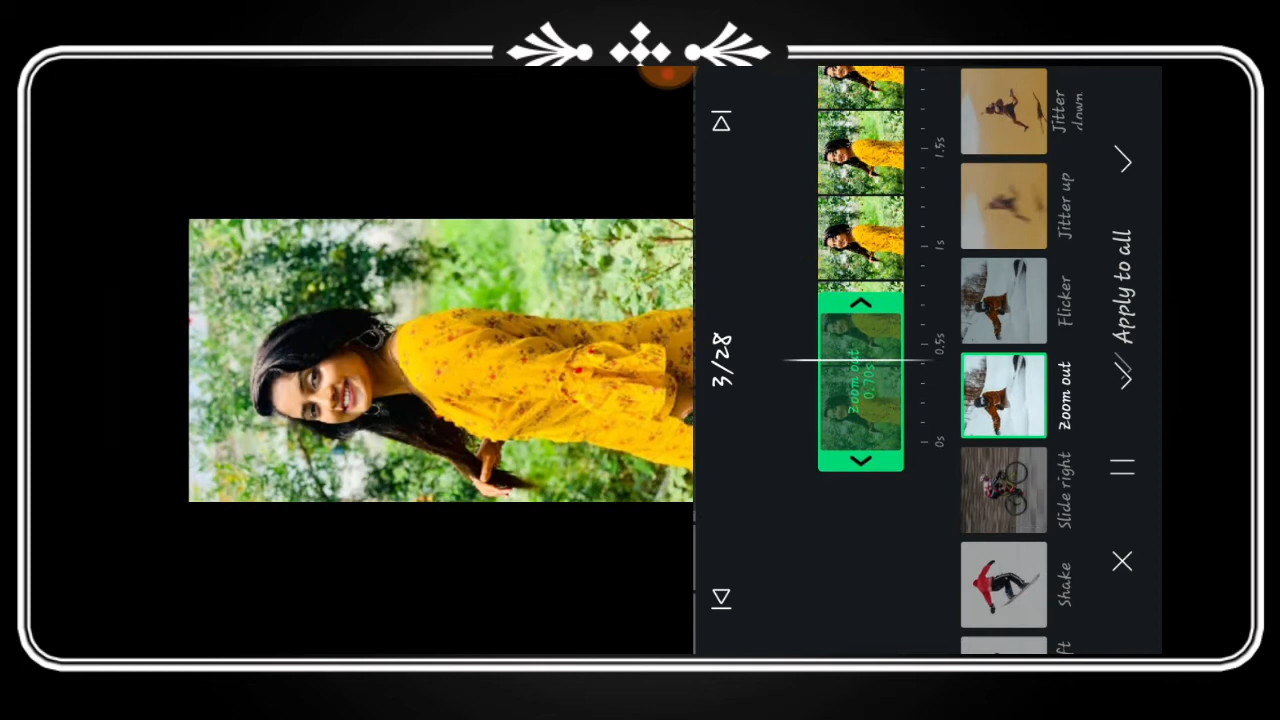 3/28
Zoom out
0.70s
0s
0.5s
1s
1.5s
ft
Shake
Slide right
Zoom out
Flicker
Jitter up
Jitter
down
Apply to all